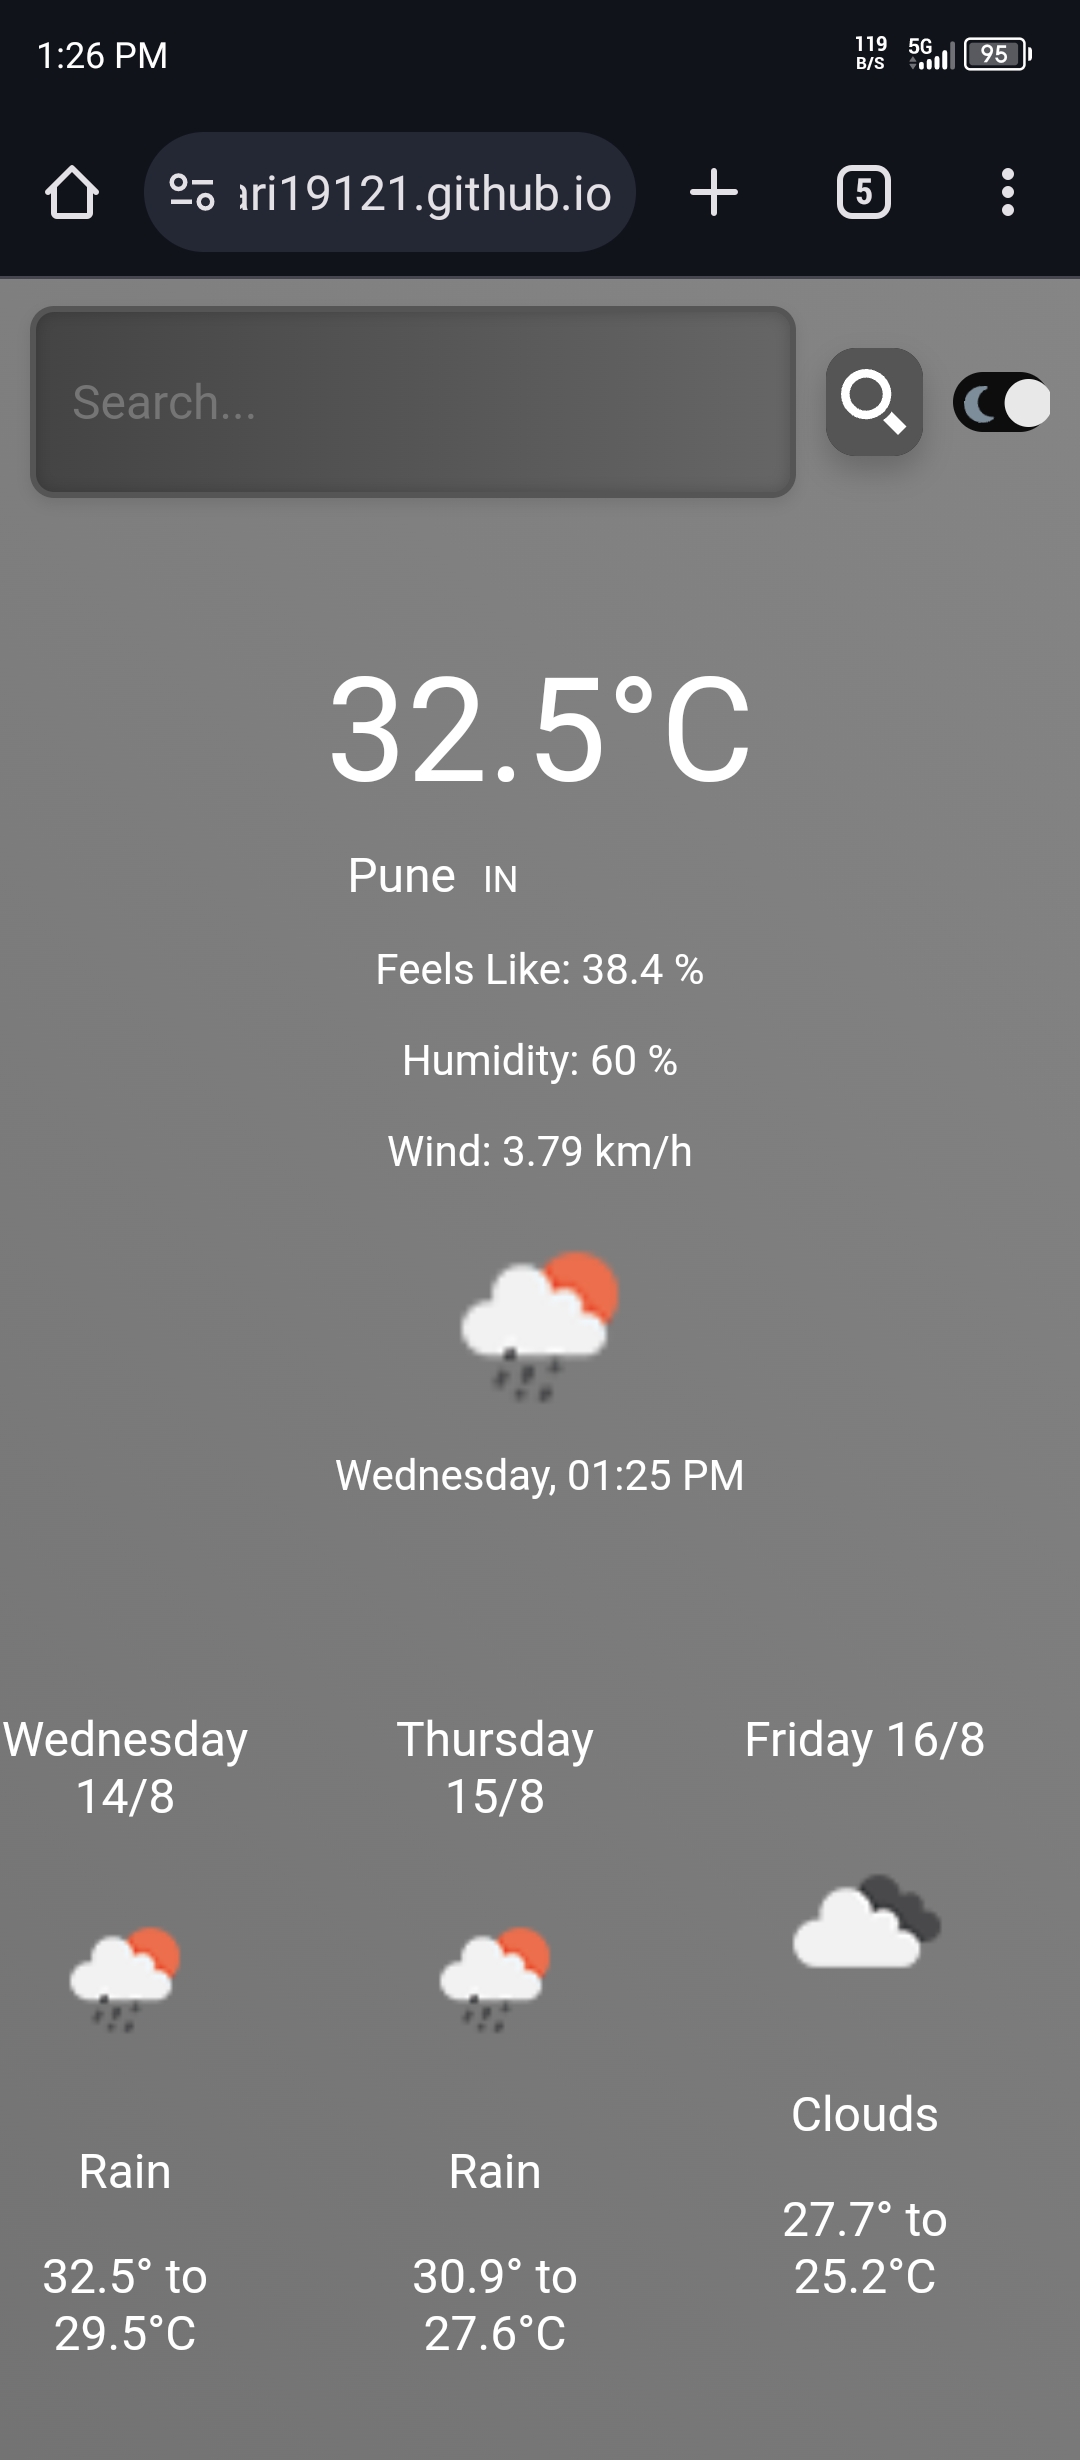 1:26 PM
119
B/S
5G
95
ari19121.github.io
5
Search...
32.5°C
Pune IN
Feels Like: 38.4 %
Humidity: 60 %
Wind: 3.79 km/h
Wednesday, 01:25 PM
Wednesday
14/8
Rain
32.5° to
29.5°C
Thursday
15/8
Rain
30.9° to
27.6°C
Friday 16/8
Clouds
27.7° to
25.2°C